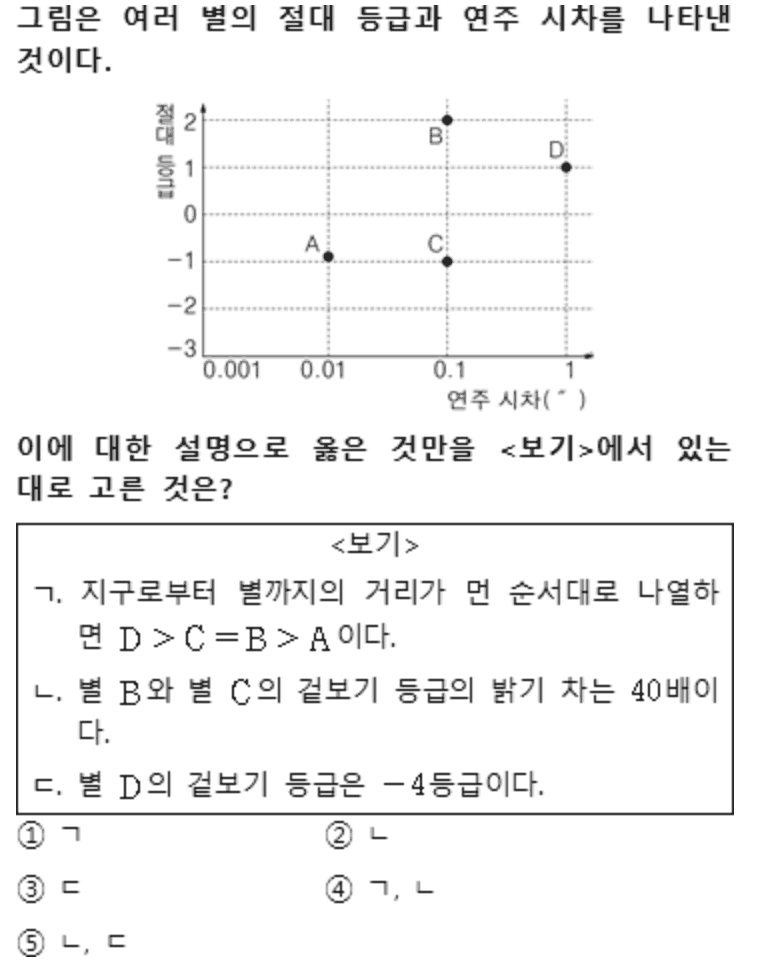 그림은 여러 별의 절대 등급과 연주 시차를 나타낸
것이다.
절대 등급
2
1
0
−1
−2
−3
A
B
C
D
0.001 0.01 0.1 1
연주 시차(˝)
이에 대한 설명으로 옳은 것만을 <보기>에서 있는
대로 고른 것은?
<보기>
ㄱ. 지구로부터 별까지의 거리가 먼 순서대로 나열하
면 D > C = B > A 이다.
ㄴ. 별 B와 별 C의 겉보기 등급의 밝기 차는 40배이
다.
ㄷ. 별 D의 겉보기 등급은 −4등급이다.
① ㄱ ② ㄴ
③ ㄷ ④ ㄱ, ㄴ
⑤ ㄴ, ㄷ